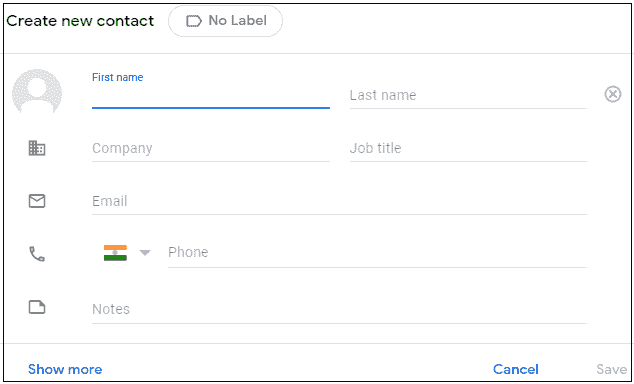 Create new contact No Label
First name
Last name
Company Job title
Email
Phone
Notes
Show more Cancel Save